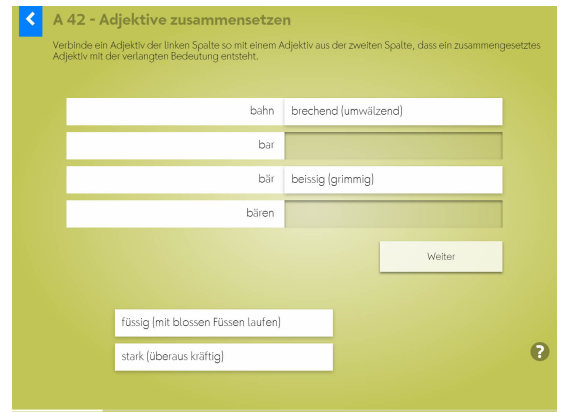 A 42 - Adjektive zusammensetzen
Verbinde ein Adjektiv der linken Spalte so mit einem Adjektiv aus der zweiten Spalte, dass ein zusammengesetztes
Adjektiv mit der verlangten Bedeutung entsteht.
bahn brechend (umwälzend)
bar
bär beissig (grimmig)
bären
Weiter
füssig (mit blossen Füssen laufen)
stark (überaus kräftig)
?